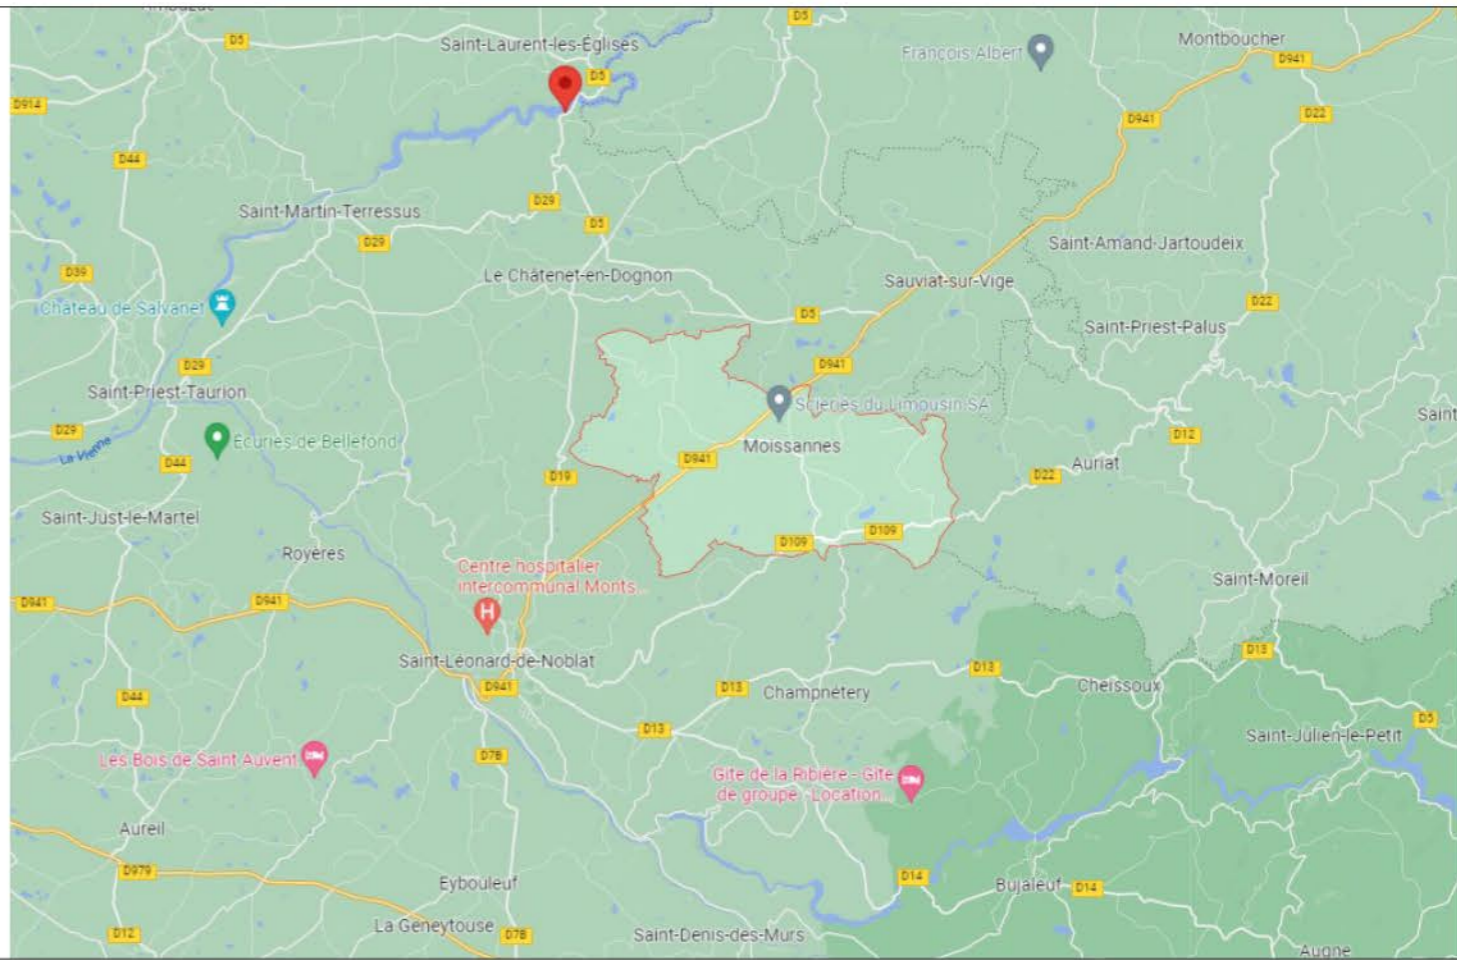 D5
D5
Saint-Laurent-les-Églises
François Albert
Montboucher
D941
D5
D914
D941
D22
D44
D29
Saint-Martin-Terressus
D29
D5
Saint-Amand-Jartoudeix
D39
Le Châtenet-en-Dognon
Sauviat-sur-Vige
Château de Salvanet
D22
D5
Saint-Priest-Palus
D29
D941
Saint-Priest-Taurion
Scieries du Limousin SA
Saint
D29
Écuries de Bellefond
La Vienne
Moissannes
D12
D44
D941
D19
D22
Auriat
Saint-Just-le-Martel
Royères
D109
D109
Centre hospitalier
intercommunal Monts...
H
Saint-Moreil
D941
D941
Saint-Léonard-de-Noblat
D13
D13
D941
D13
Champnétery
Cheissoux
D44
D13
D5
Saint-Julien-le-Petit
Les Bois de Saint Auvent
D7B
Gîte de la Ribière - Gîte
de groupe - Location...
Aureil
D979
Eybouleuf
D14
Bujaleuf
D14
La Geneytouse
D12
D7B
Saint-Denis-des-Murs
Augne